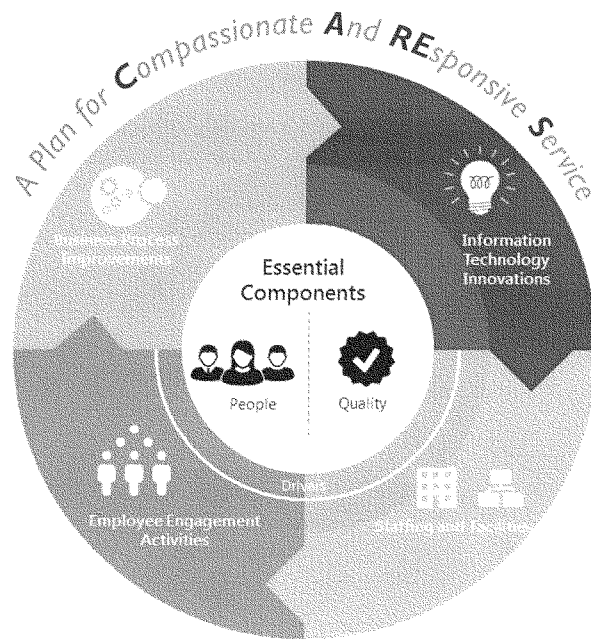 A Plan for Compassionate And REsponsive Service
Business Process
Improvements
Information
Technology
Innovations
Essential
Components
People
Quality
Drivers
Employee Engagement
Activities
Staffing and Facilities